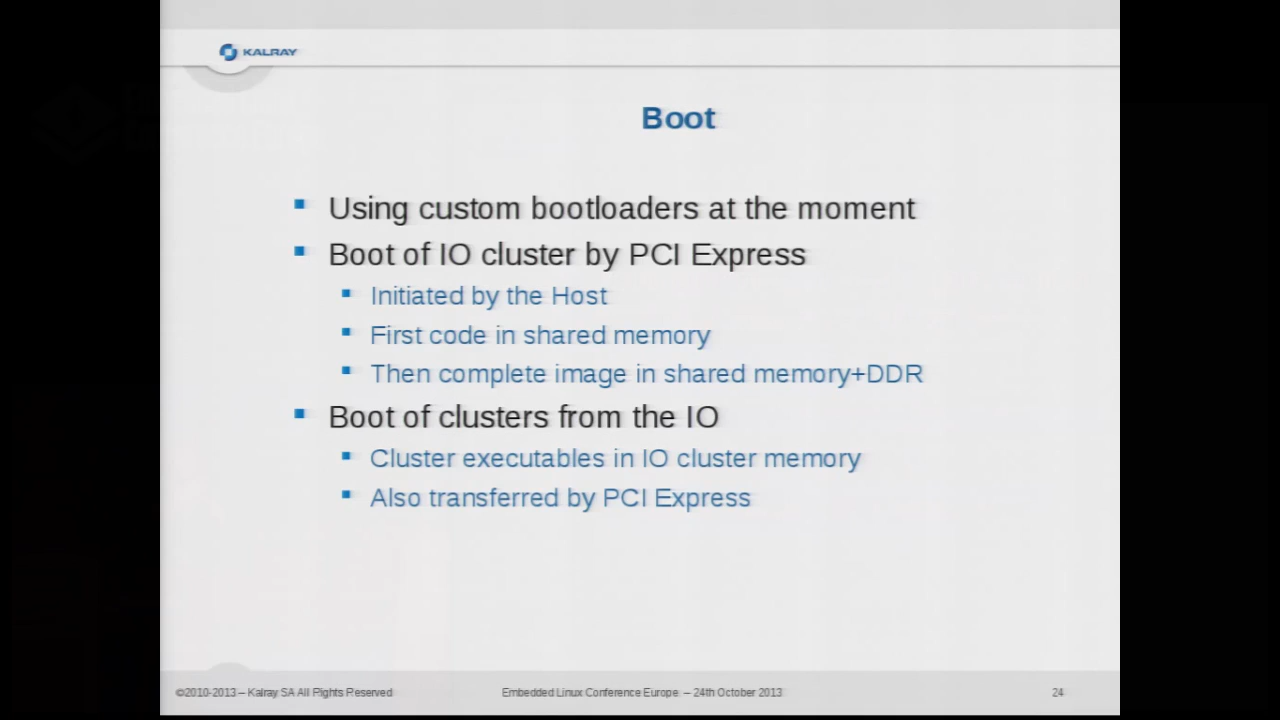 KALRAY
Boot
Using custom bootloaders at the moment
Boot of IO cluster by PCI Express
Initiated by the Host
First code in shared memory
Then complete image in shared memory+DDR
Boot of clusters from the IO
Cluster executables in IO cluster memory
Also transferred by PCI Express
©2010-2013 – Kalray SA All Rights Reserved
Embedded Linux Conference Europe – 24th October 2013
24